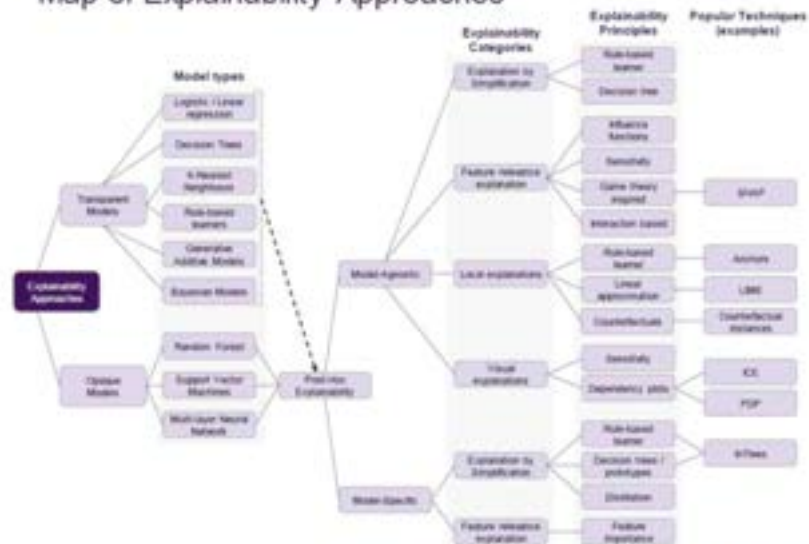 Map of Explainability Approaches
Explainability
Principles
Popular Techniques
(examples)
Explainability
Categories
Model types
Rule-based
learner
Explanation by
Simplification
Decision tree
Logistic / Linear
regression
Decision Trees
K-Nearest
Neighbours
Rule-based
learners
Generative
Additive Models
Bayesian Models
Transparent
Models
Explainability
Approaches
Opaque
Models
Random Forest
Support Vector
Machines
Multi-layer Neural
Network
Post-Hoc
Explainability
Model-Agnostic
Model-Specific
Influence
functions
Feature relevance
explanation
Sensitivity
Game theory
inspired
SHAP
Interaction based
Local explanations
Rule-based
learner
Anchors
Linear
approximation
LIME
Counterfactuals
Counterfactual
instances
Visual
explanations
Sensitivity
Dependency plots
ICE
PDP
Explanation by
Simplification
Rule-based
learner
Decision trees /
prototypes
inTrees
Distillation
Feature relevance
explanation
Feature
Importance